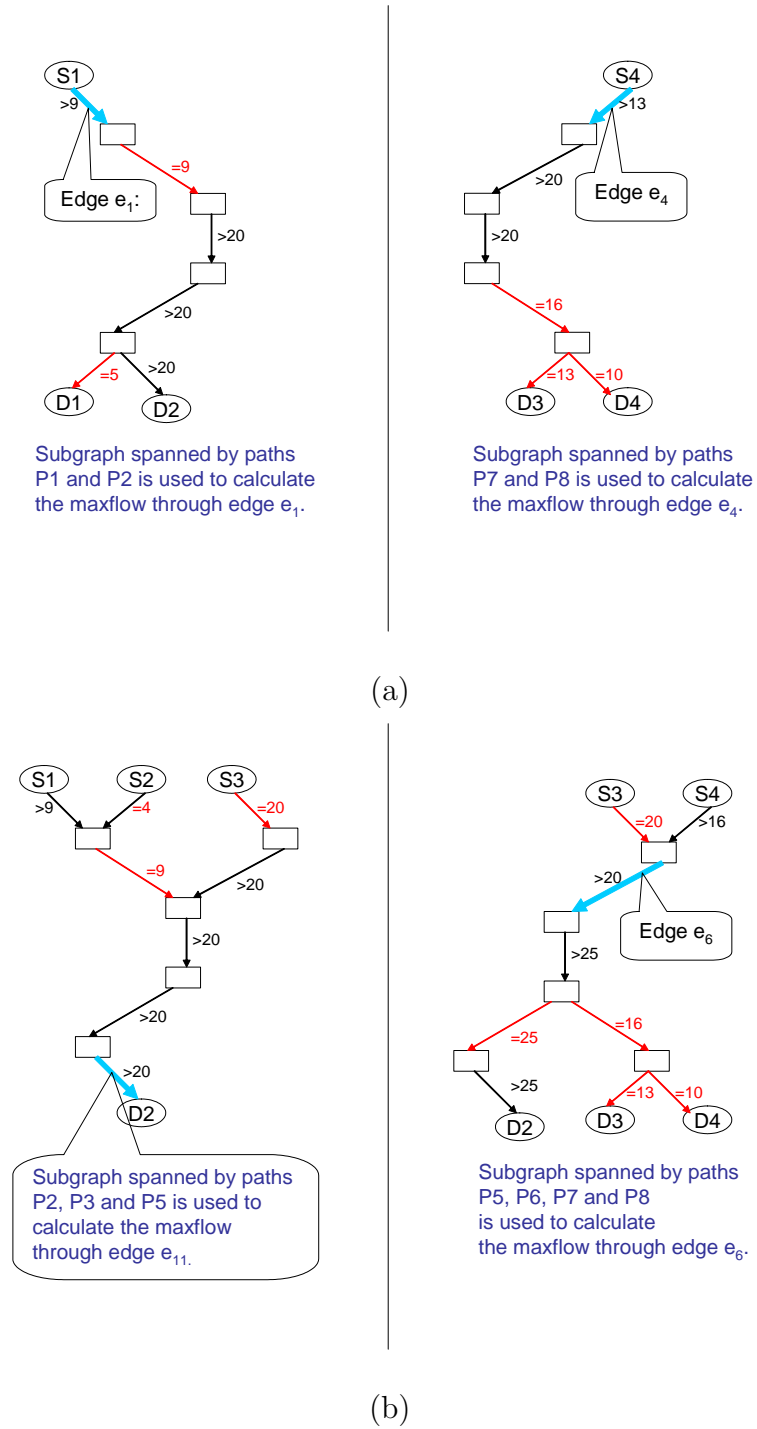 S1
>9
Edge e1:
=9
>20
>20
=5
>20
D1
D2
Subgraph spanned by paths
P1 and P2 is used to calculate
the maxflow through edge e1.
S4
>13
Edge e4
>20
>20
=16
=13
=10
D3
D4
Subgraph spanned by paths
P7 and P8 is used to calculate
the maxflow through edge e4.
(a)
S1
S2
S3
>9
=4
=20
=9
>20
>20
>20
>20
D2
Subgraph spanned by paths
P2, P3 and P5 is used to
calculate the maxflow
through edge e11.
S3
S4
=20
>16
>20
Edge e6
>25
=25
=16
>25
=13
=10
D2
D3
D4
Subgraph spanned by paths
P5, P6, P7 and P8
is used to calculate
the maxflow through edge e6.
(b)